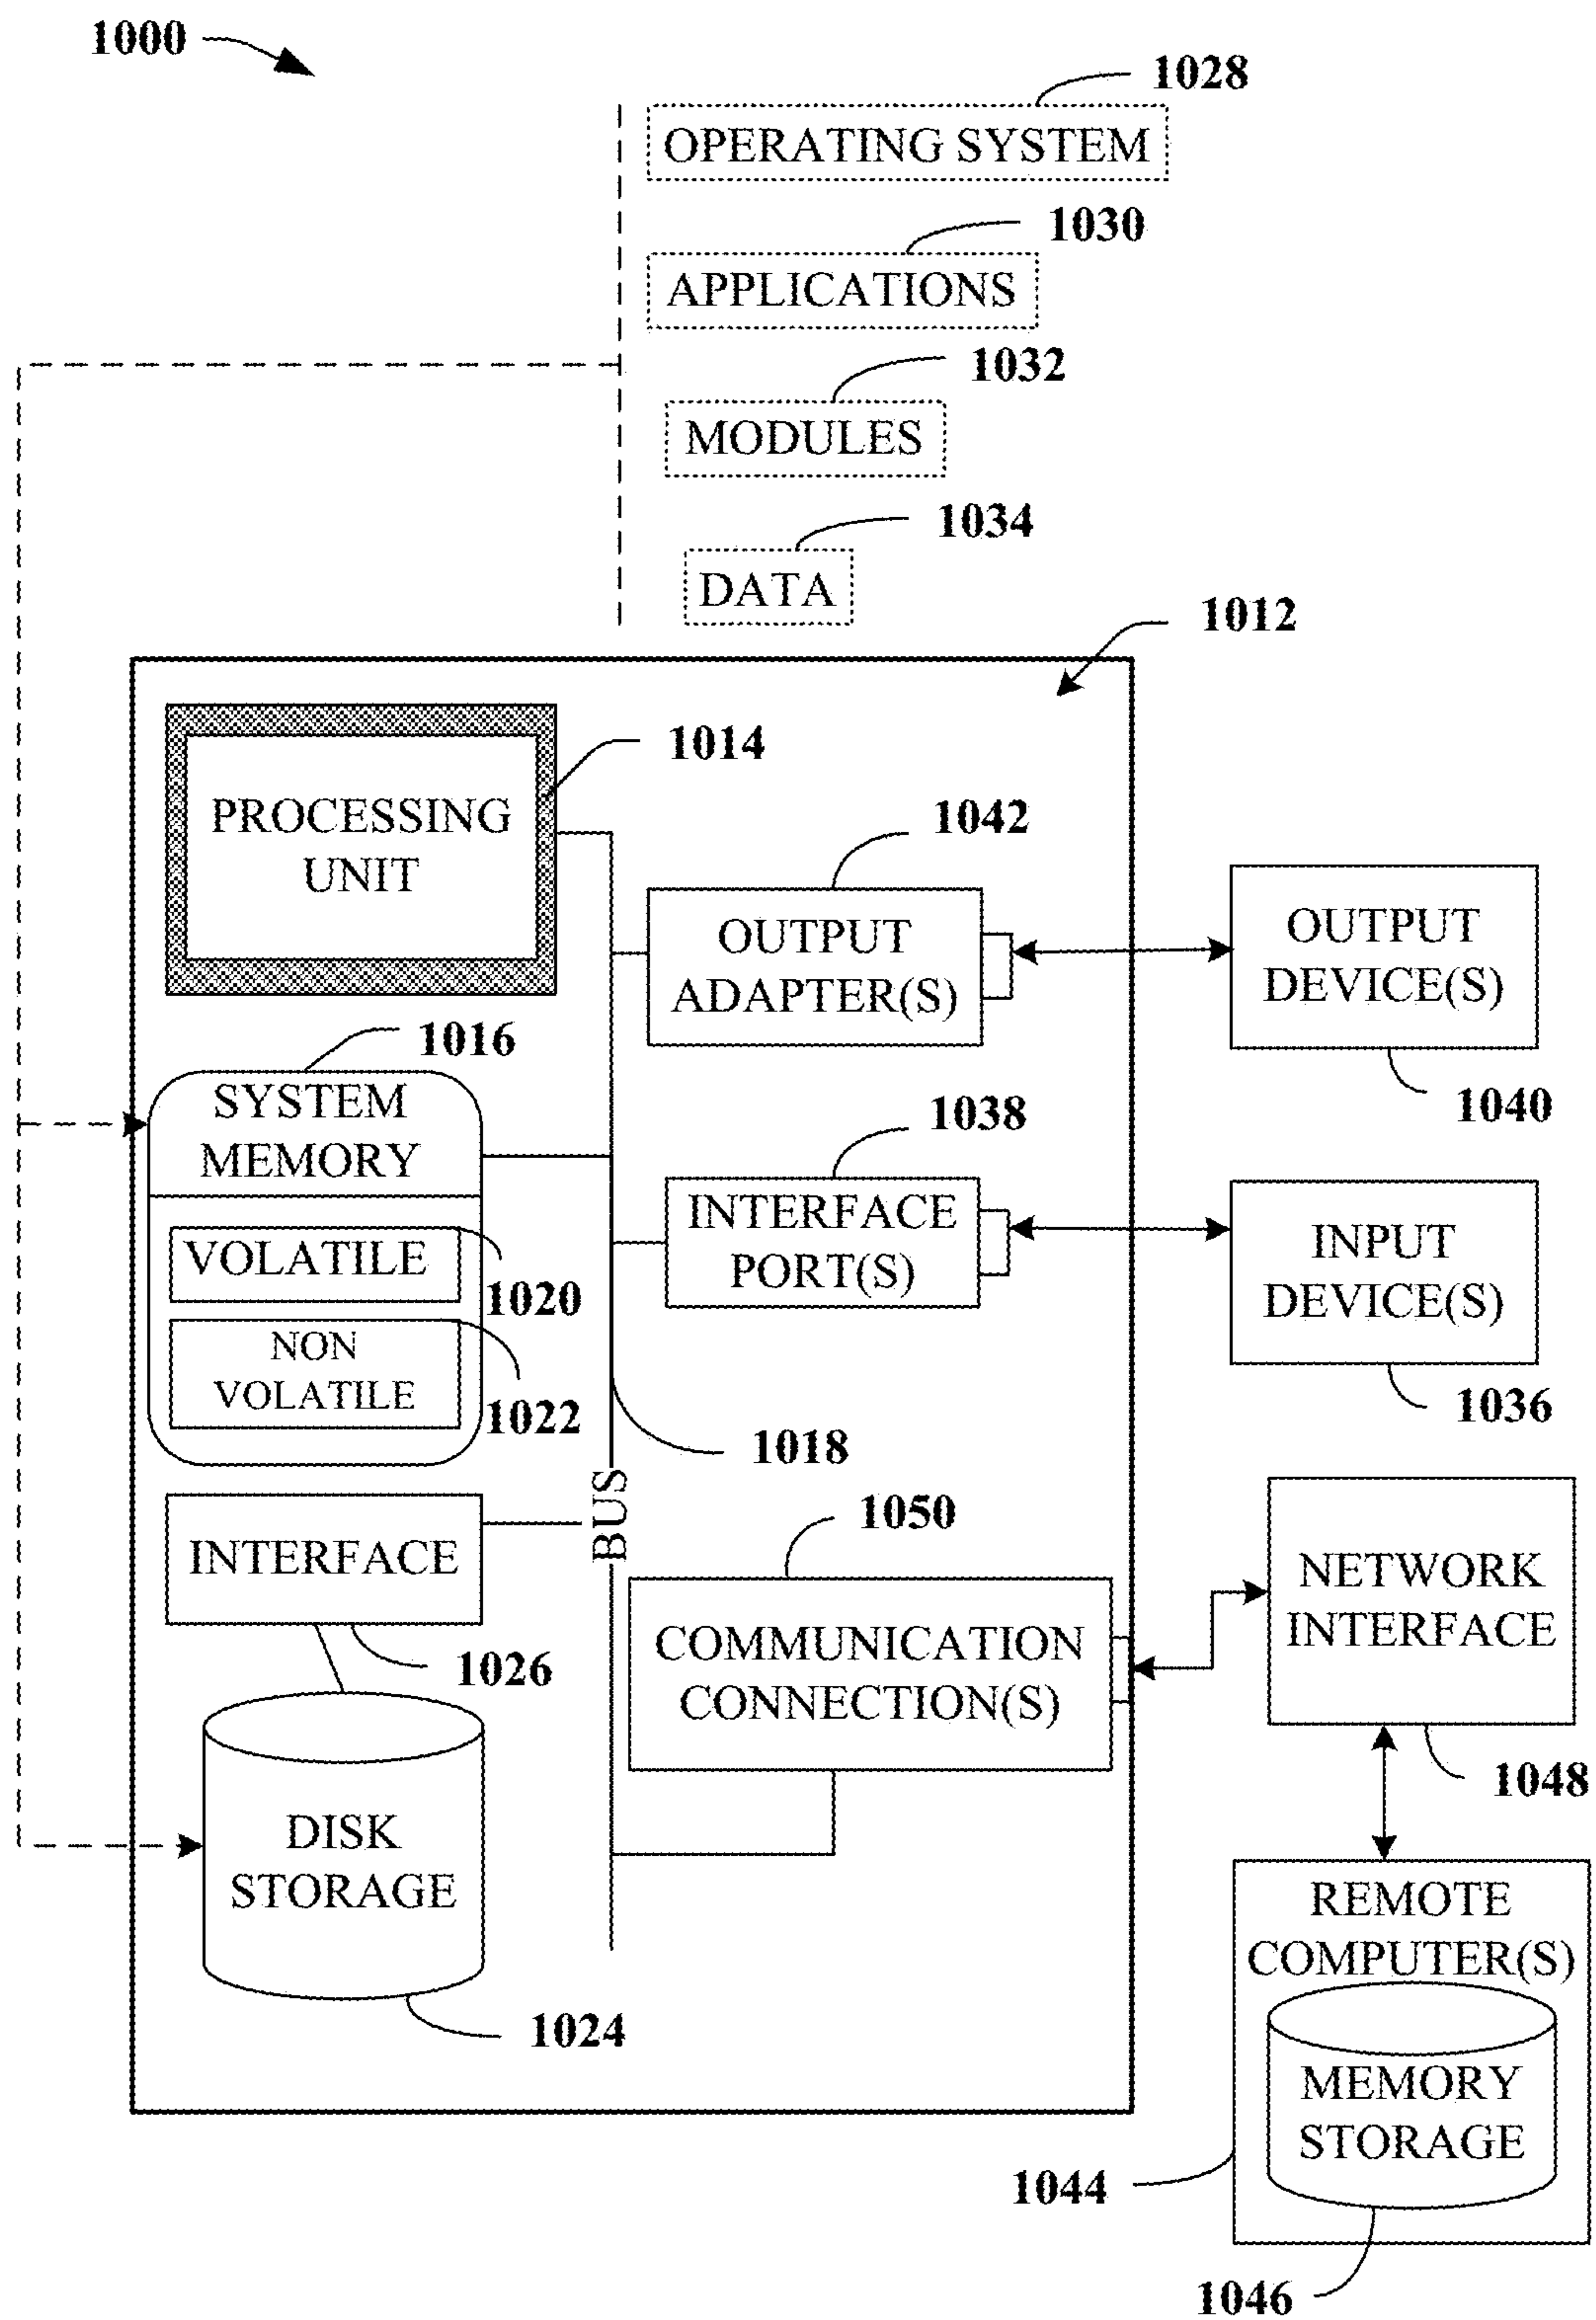 1000
1028
OPERATING SYSTEM
1030
APPLICATIONS
1032
MODULES
1034
DATA
1012
PROCESSING
UNIT
1014
1042
OUTPUT
ADAPTER(S)
OUTPUT
DEVICE(S)
1040
1016
SYSTEM
MEMORY
VOLATILE
1020
NON
VOLATILE
1022
1038
INTERFACE
PORT(S)
INPUT
DEVICE(S)
1036
1018
BUS
INTERFACE
1026
1050
COMMUNICATION
CONNECTION(S)
NETWORK
INTERFACE
1048
DISK
STORAGE
1024
REMOTE
COMPUTER(S)
MEMORY
STORAGE
1044
1046